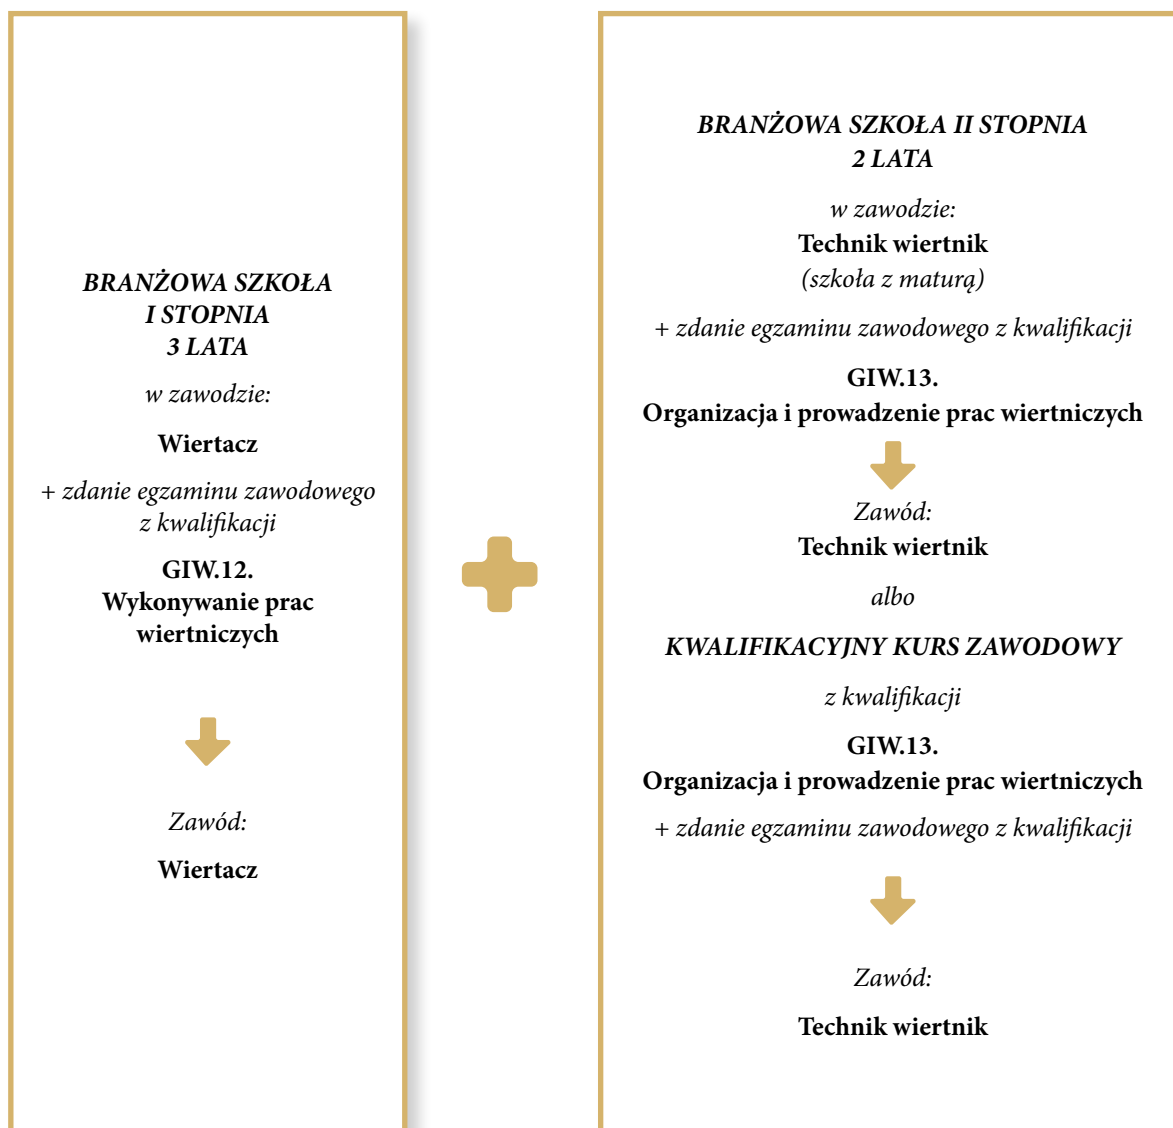 BRANŻOWA SZKOŁA
I STOPNIA
3 LATA
w zawodzie:
Wiertacz
+ zdanie egzaminu zawodowego
z kwalifikacji
GIW.12.
Wykonywanie prac
wiertniczych
Zawód:
Wiertacz
BRANŻOWA SZKOŁA II STOPNIA
2 LATA
w zawodzie:
Technik wiertnik
(szkoła z maturą)
+ zdanie egzaminu zawodowego z kwalifikacji
GIW.13.
Organizacja i prowadzenie prac wiertniczych
Zawód:
Technik wiertnik
albo
KWALIFIKACYJNY KURS ZAWODOWY
z kwalifikacji
GIW.13.
Organizacja i prowadzenie prac wiertniczych
+ zdanie egzaminu zawodowego z kwalifikacji
Zawód:
Technik wiertnik